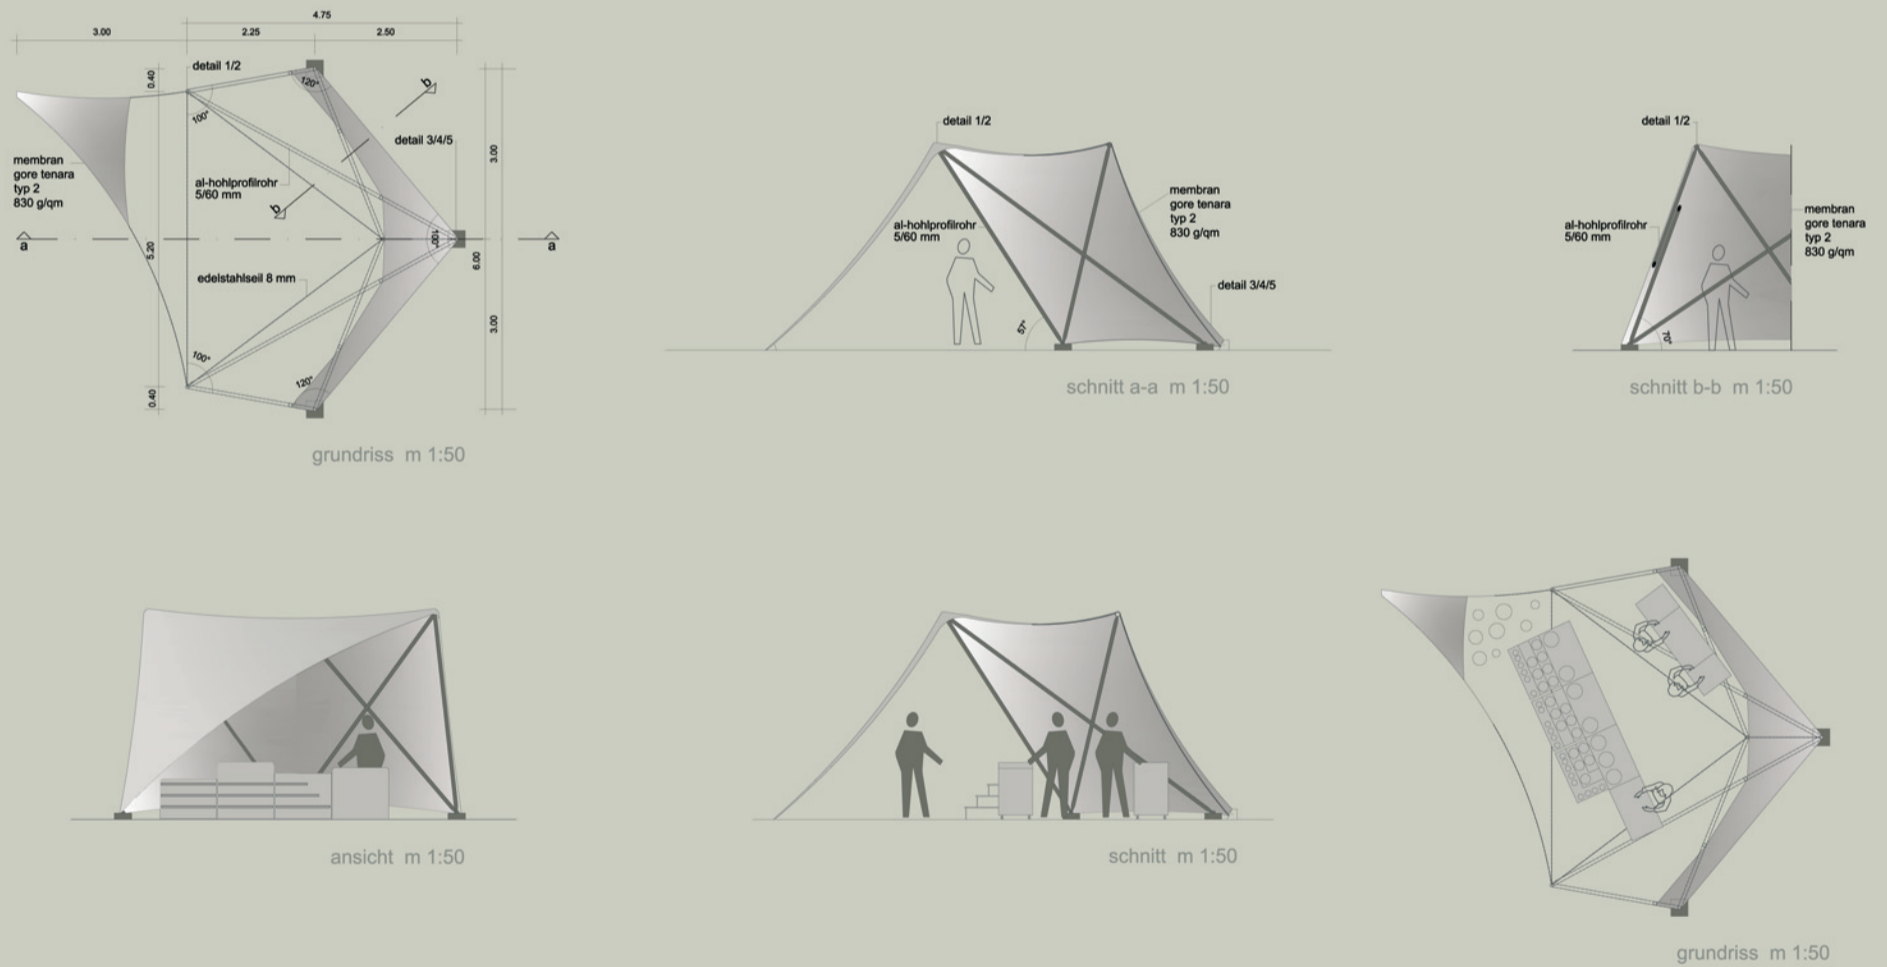 4.75
3.00
2.25
2.50
detail 1/2
0.40
120°
b
100°
detail 3/4/5
3.00
membran
gore tenara
typ 2
830 g/qm
al-hohlprofilrohr
5/60 mm
b
a
5.20
100°
6.00
a
edelstahlseil 8 mm
3.00
100°
120°
0.40
grundriss m 1:50
detail 1/2
membran
gore tenara
typ 2
830 g/qm
al-hohlprofilrohr
5/60 mm
detail 3/4/5
57°
schnitt a-a m 1:50
detail 1/2
al-hohlprofilrohr
5/60 mm
membran
gore tenara
typ 2
830 g/qm
70°
schnitt b-b m 1:50
ansicht m 1:50
schnitt m 1:50
grundriss m 1:50